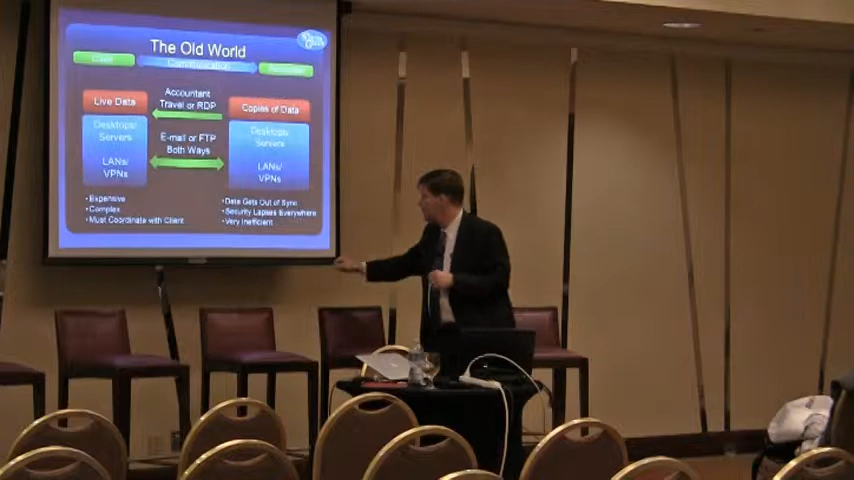 The Old World
Client
Communication
Accountant
Live Data
Accountant
Travel or RDP
Copies of Data
Desktops/
Servers
LANs/
VPNs
E-mail or FTP
Both Ways
Desktops/
Servers
LANs/
VPNs
• Expensive
• Complex
• Must Coordinate with Client
• Data Gets Out of Sync
• Security Lapses Everywhere
• Very Inefficient